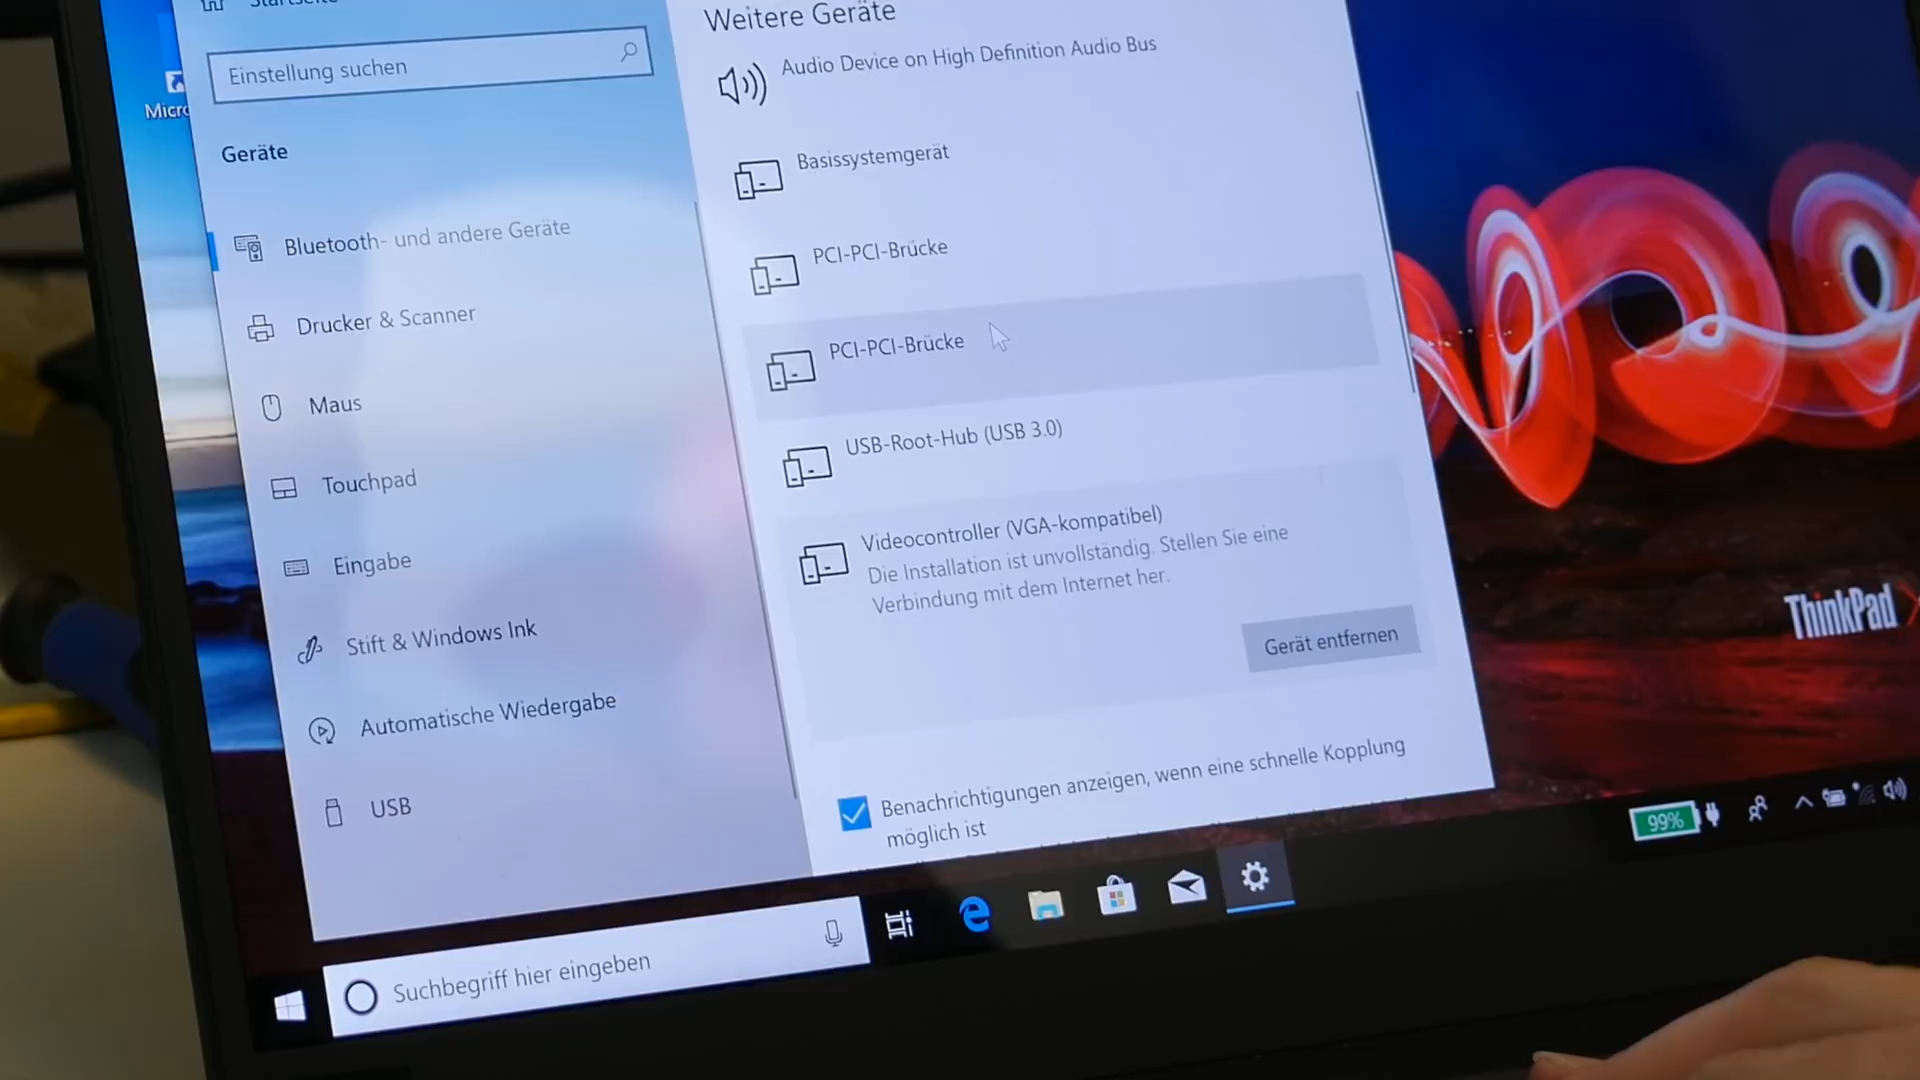 Einstellung suchen
Geräte
Bluetooth- und andere Geräte
Drucker & Scanner
Maus
Touchpad
Eingabe
Stift & Windows Ink
Automatische Wiedergabe
USB
Weitere Geräte
Audio Device on High Definition Audio Bus
Basissystemgerät
PCI-PCI-Brücke
PCI-PCI-Brücke
USB-Root-Hub (USB 3.0)
Videocontroller (VGA-kompatibel)
Die Installation ist unvollständig. Stellen Sie eine
Verbindung mit dem Internet her.
Gerät entfernen
Benachrichtigungen anzeigen, wenn eine schnelle Kopplung
möglich ist
ThinkPad
99%
Suchbegriff hier eingeben